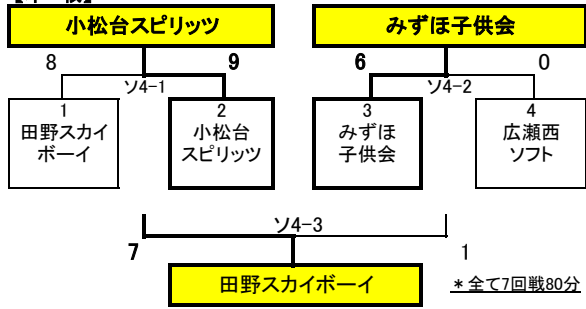 小松台スピリッツ
みずほ子供会
8
9
6
0
ソ4-1
ソ4-2
1
田野スカイ
ボーイ
2
小松台
スピリッツ
3
みずほ
子供会
4
広瀬西
ソフト
ソ4-3
7
1
田野スカイボーイ
*全て7回戦80分